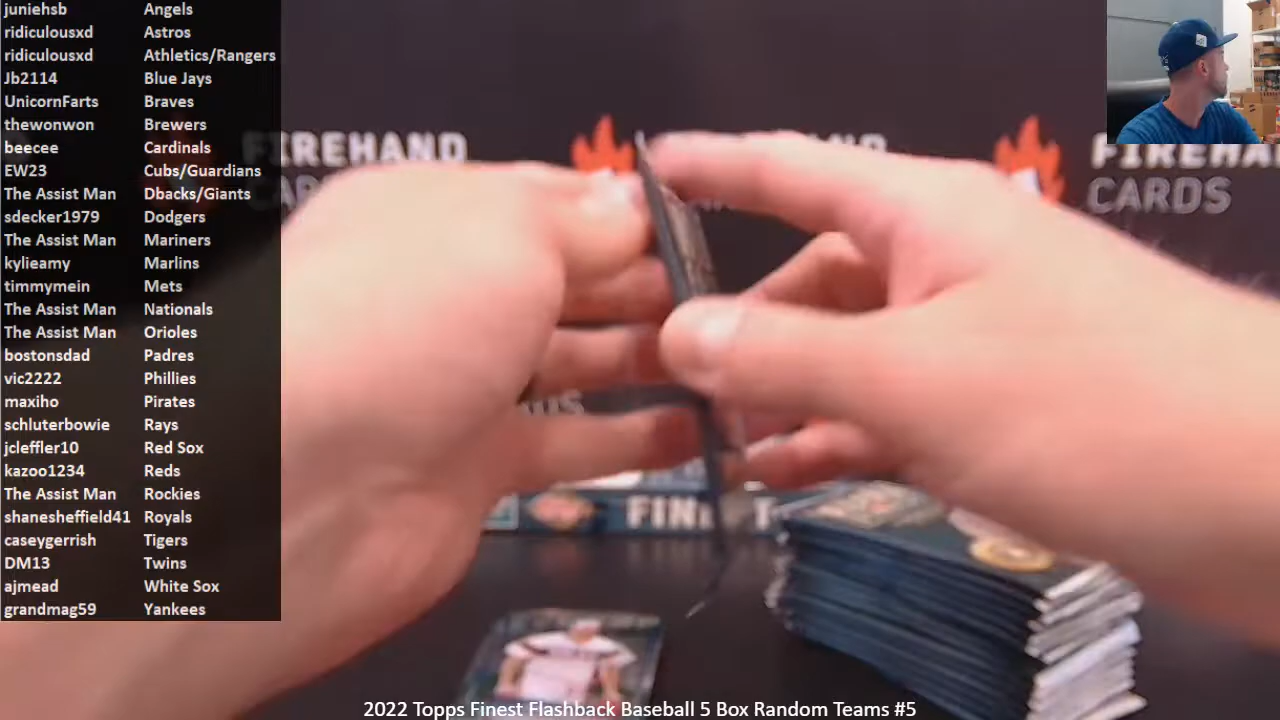 juniehsb Angels
ridiculousxd Astros
ridiculousxd Athletics/Rangers
Jb2114 Blue Jays
UnicornFarts Braves
thewonwon Brewers
beecee Cardinals
EW23 Cubs/Guardians
The Assist Man Dbacks/Giants
sdecker1979 Dodgers
The Assist Man Mariners
kylieamy Marlins
timmymein Mets
The Assist Man Nationals
The Assist Man Orioles
bostonsdad Padres
vic2222 Phillies
maxiho Pirates
schluterbowie Rays
jcleffler10 Red Sox
kazoo1234 Reds
The Assist Man Rockies
shanesheffield41 Royals
caseygerrish Tigers
DM13 Twins
ajmead White Sox
grandmag59 Yankees
FIREHAND
CARDS
2022 Topps Finest Flashback Baseball 5 Box Random Teams #5